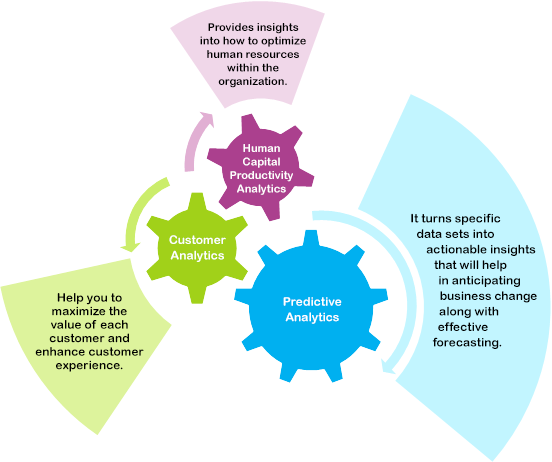 Provides insights
into how to optimize
human resources
within the
organization.
Human
Capital
Productivity
Analytics
Customer
Analytics
Predictive
Analytics
It turns specific
data sets into
actionable insights
that will help
in anticipating
business change
along with
effective
forecasting.
Help you to
maximize the
value of each
customer and
enhance customer
experience.